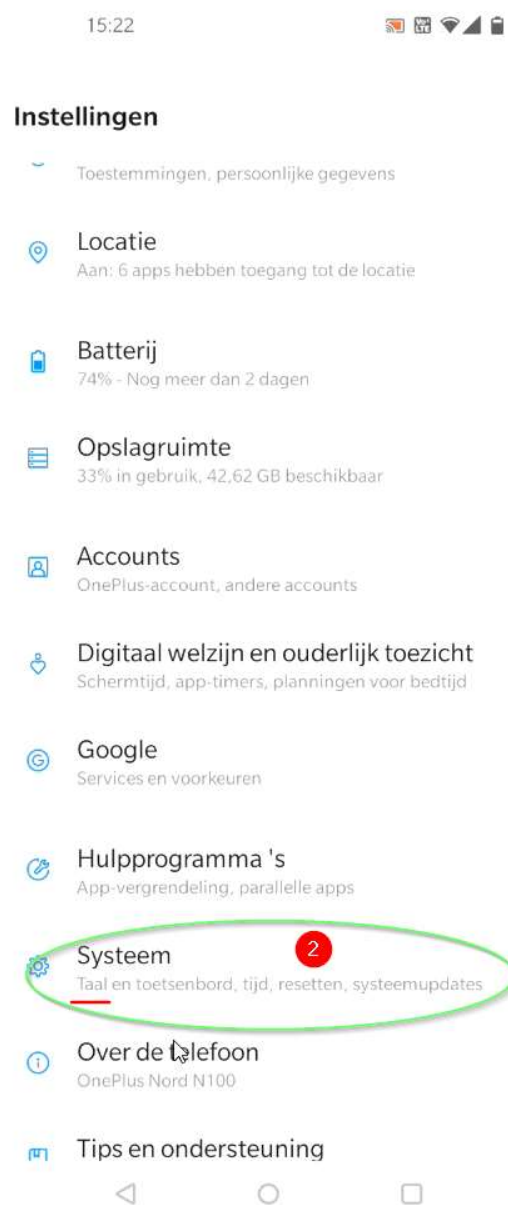 15:22
Vo)
LTE
Instellingen
Toestemmingen, persoonlijke gegevens
Locatie
Aan: 6 apps hebben toegang tot de locatie
Batterij
74% - Nog meer dan 2 dagen
Opslagruimte
33% in gebruik, 42,62 GB beschikbaar
Accounts
OnePlus-account, andere accounts
Digitaal welzijn en ouderlijk toezicht
Schermtijd, app-timers, planningen voor bedtijd
Google
Services en voorkeuren
Hulpprogramma 's
App-vergrendeling, parallelle apps
Systeem
2
Taal en toetsenbord, tijd, resetten, systeemupdates
Over de telefoon
OnePlus Nord N100
Tips en ondersteuning